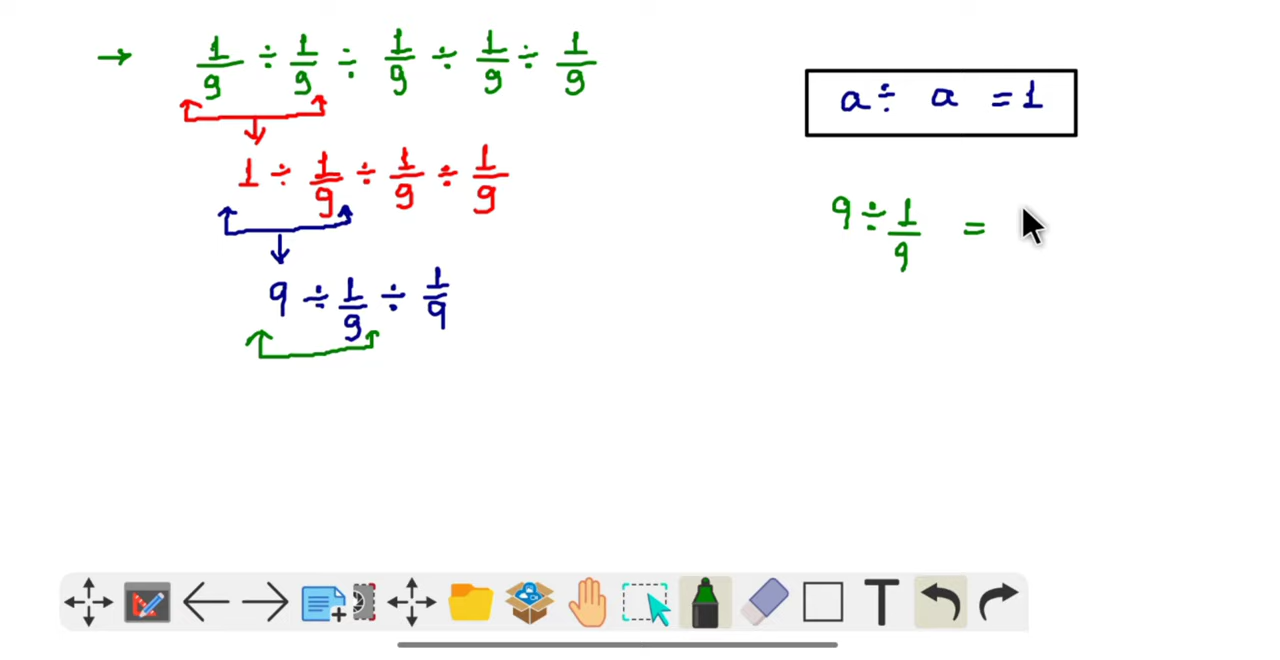 → 1/9 ÷ 1/9 ÷ 1/9 ÷ 1/9 ÷ 1/9
a ÷ a = 1
1 ÷ 1/9 ÷ 1/9 ÷ 1/9
9 ÷ 1/9 =
9 ÷ 1/9 ÷ 1/9
T